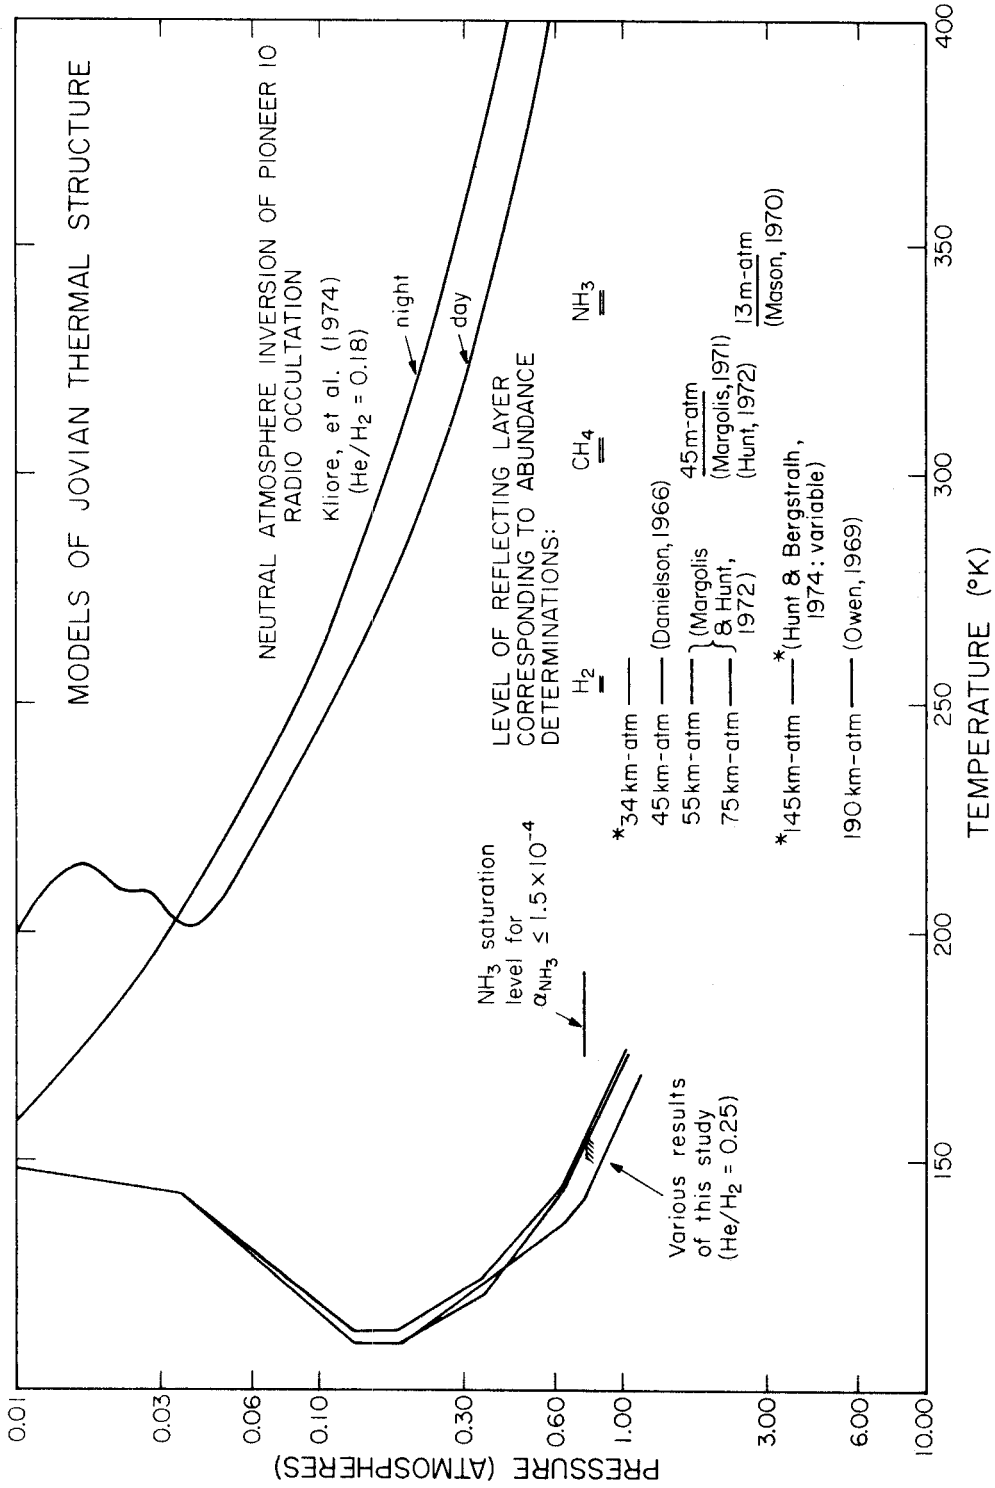 MODELS OF JOVIAN THERMAL STRUCTURE
NEUTRAL ATMOSPHERE INVERSION OF PIONEER 10
RADIO OCCULTATION
Kliore, et al. (1974)
(He/H₂ = 0.18)
night
day
LEVEL OF REFLECTING LAYER
CORRESPONDING TO ABUNDANCE
DETERMINATIONS:
H₂
CH₄
NH₃
*34 km-atm
45 km-atm (Danielson, 1966)
55 km-atm
75 km-atm
} (Margolis
& Hunt,
1972)
45 m-atm
(Margolis, 1971)
(Hunt, 1972)
13 m-atm
(Mason, 1970)
*145 km-atm *(Hunt & Bergstralh,
1974: variable)
190 km-atm (Owen, 1969)
NH₃ saturation
level for
αNH₃ ≤ 1.5 × 10⁻⁴
Various results
of this study
(He/H₂ = 0.25)
PRESSURE (ATMOSPHERES)
0.01
0.03
0.06
0.10
0.30
0.60
1.00
3.00
6.00
10.00
150
200
250
300
350
400
TEMPERATURE (°K)